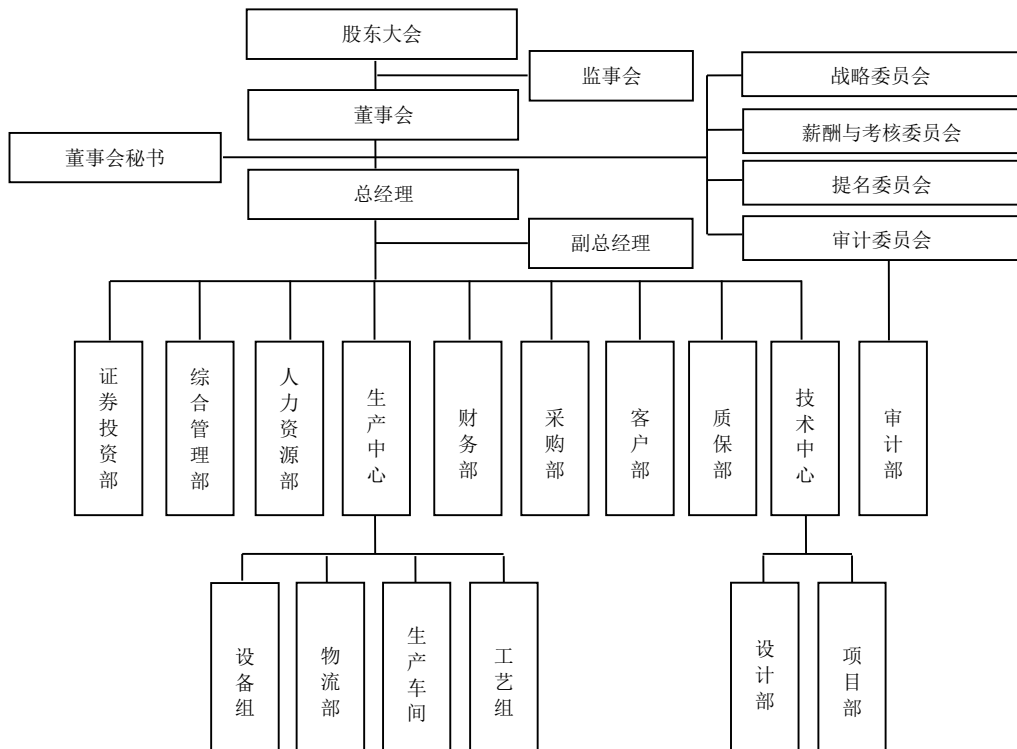 股东大会
监事会
战略委员会
董事会
薪酬与考核委员会
董事会秘书
提名委员会
总经理
审计委员会
副总经理
证券投资部
综合管理部
人力资源部
生产中心
财务部
采购部
客户部
质保部
技术中心
审计部
设备组
物流部
生产车间
工艺组
设计部
项目部